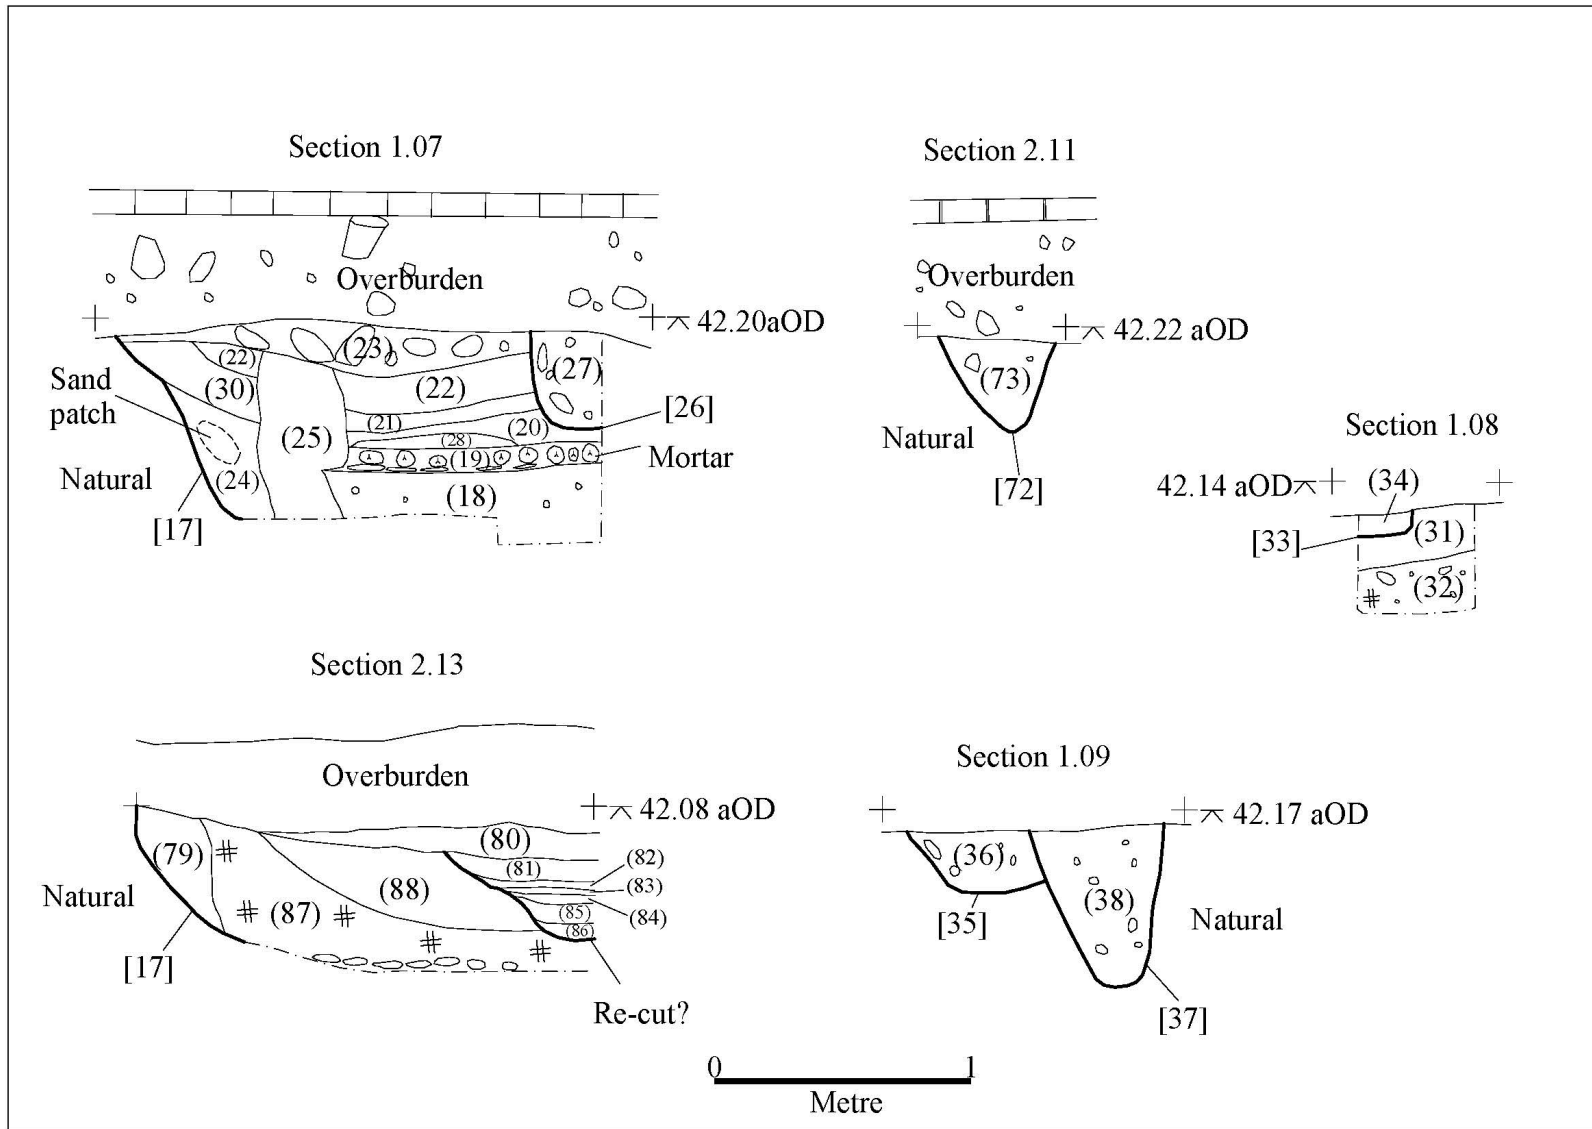 Section 1.07
Overburden
42.20aOD
(23)
(22)
(27)
(30)
(22)
Sand
patch
[26]
(21)
(20)
(25)
(28)
(19)
Mortar
Natural
(24)
(18)
[17]
Section 2.11
Overburden
42.22 aOD
(73)
Natural
[72]
Section 1.08
42.14 aOD
(34)
[33]
(31)
(32)
Section 2.13
Overburden
42.08 aOD
(80)
(79)
(82)
(81)
(83)
(88)
Natural
(84)
(87)
(85)
(86)
[17]
Re-cut?
Section 1.09
42.17 aOD
(36)
(38)
[35]
Natural
[37]
0 1
Metre